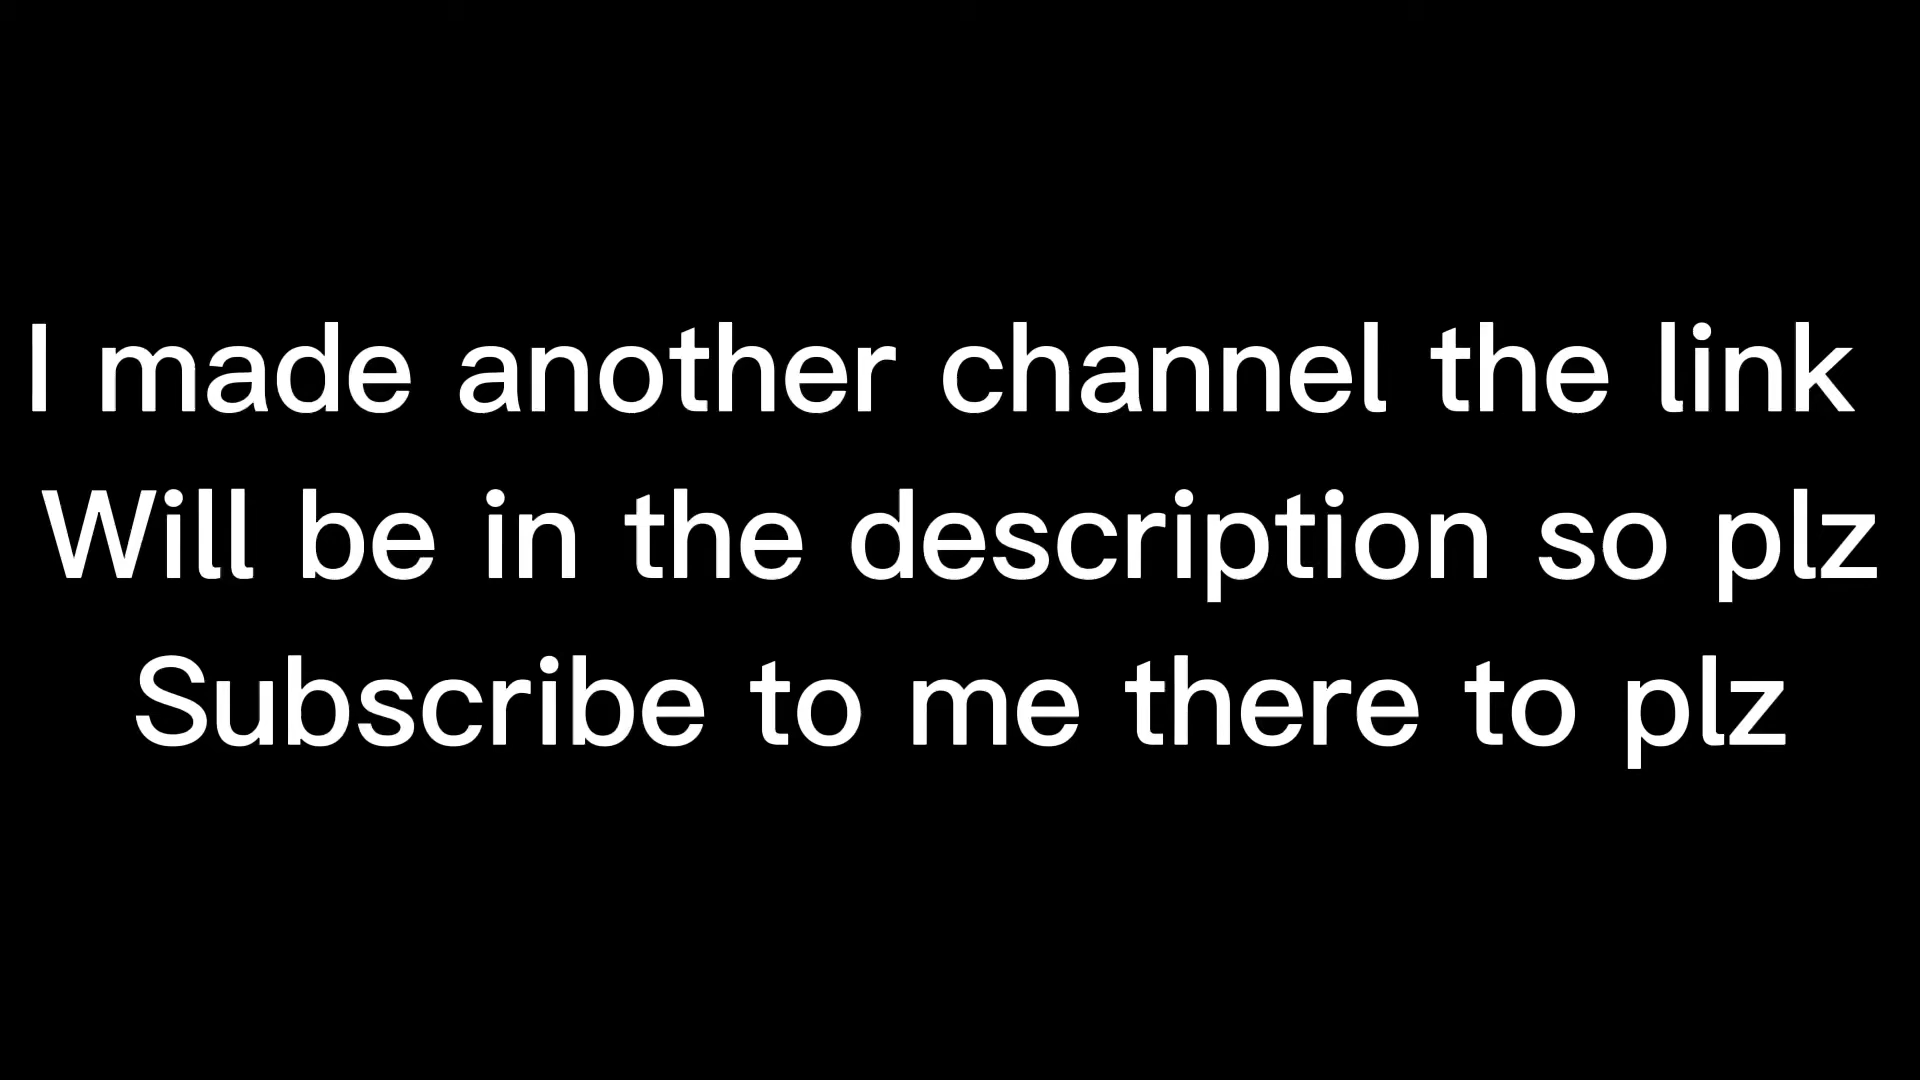 I made another channel the link
Will be in the description so plz
Subscribe to me there to plz